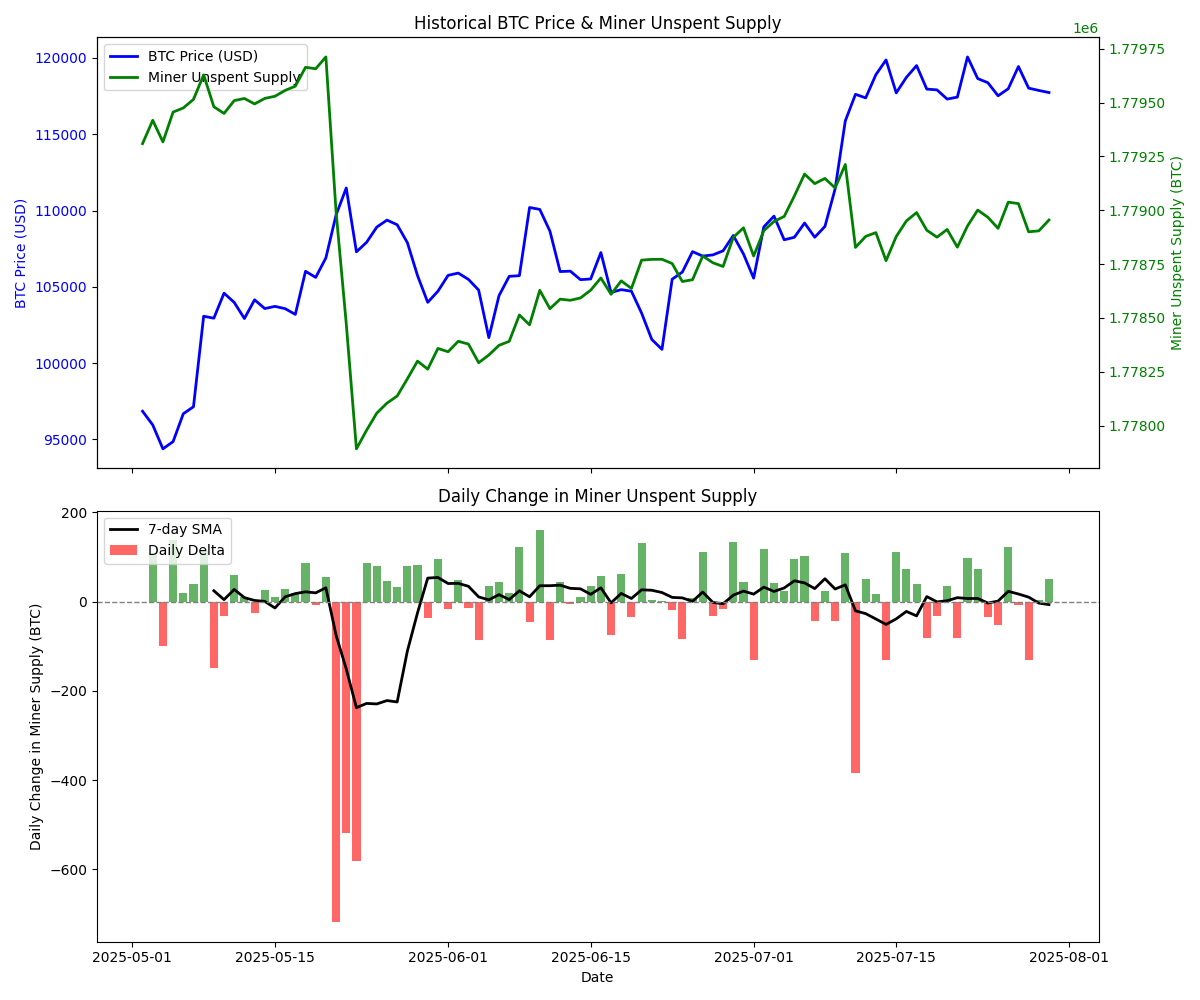 Historical BTC Price & Miner Unspent Supply
1e6
BTC Price (USD)
Miner Unspent Supply
120000
115000
110000
105000
100000
95000
BTC Price (USD)
1.77975
1.77950
1.77925
1.77900
1.77875
1.77850
1.77825
1.77800
Miner Unspent Supply (BTC)
Daily Change in Miner Unspent Supply
7-day SMA
Daily Delta
200
0
−200
−400
−600
Daily Change in Miner Supply (BTC)
2025-05-01
2025-05-15
2025-06-01
2025-06-15
2025-07-01
2025-07-15
2025-08-01
Date